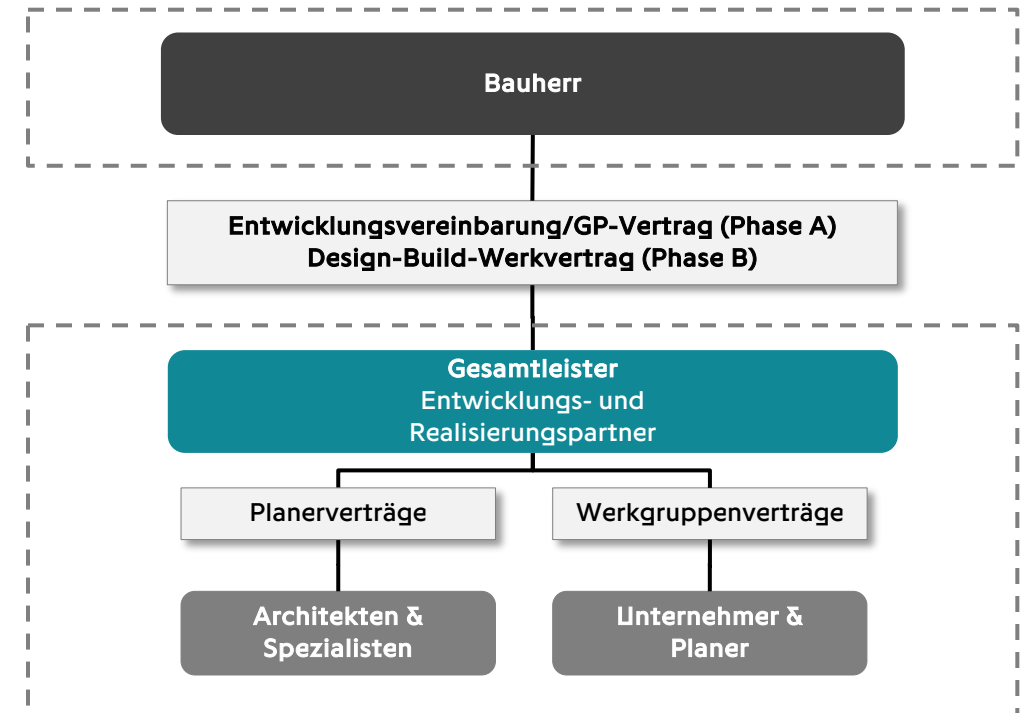 Bauherr
Entwicklungsvereinbarung/GP-Vertrag (Phase A)
Design-Build-Werkvertrag (Phase B)
Gesamtleister
Entwicklungs- und
Realisierungspartner
Planerverträge
Werkgruppenverträge
Architekten &
Spezialisten
Unternehmer &
Planer